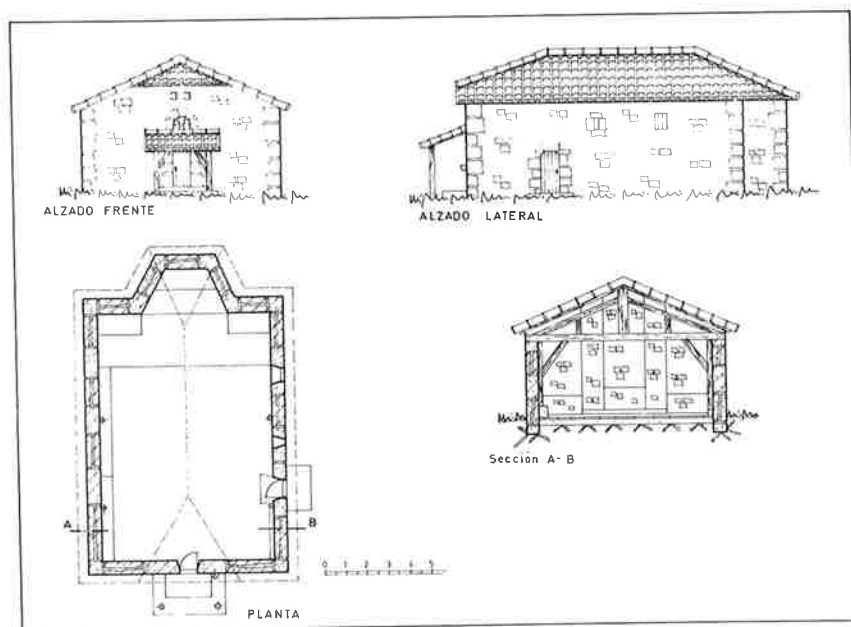 ALZADO FRENTE
ALZADO LATERAL
A
B
Sección A-B
0 1 2 3 4 5
PLANTA